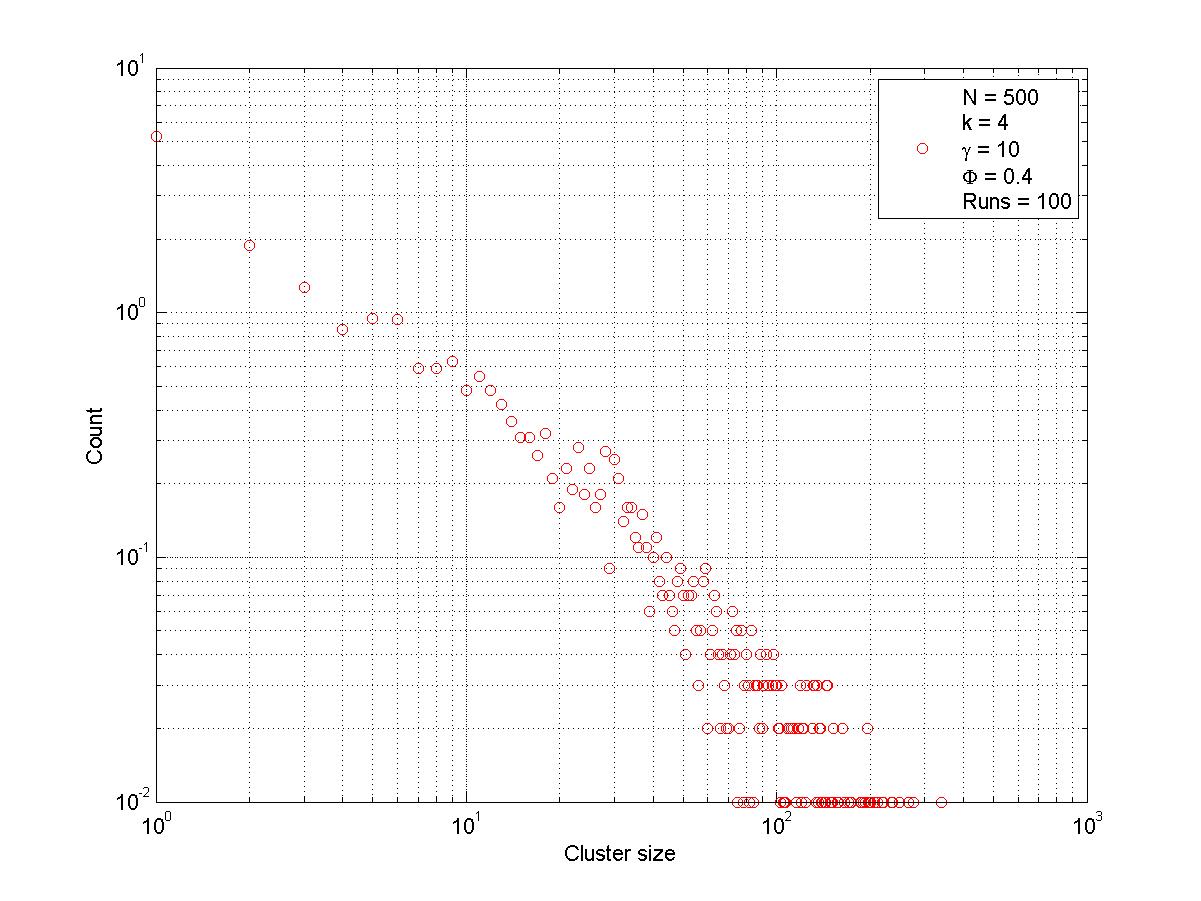 10^1
10^0
10^-1
10^-2
Count
10^0
10^1
10^2
10^3
Cluster size
N = 500
k = 4
γ = 10
Φ = 0.4
Runs = 100